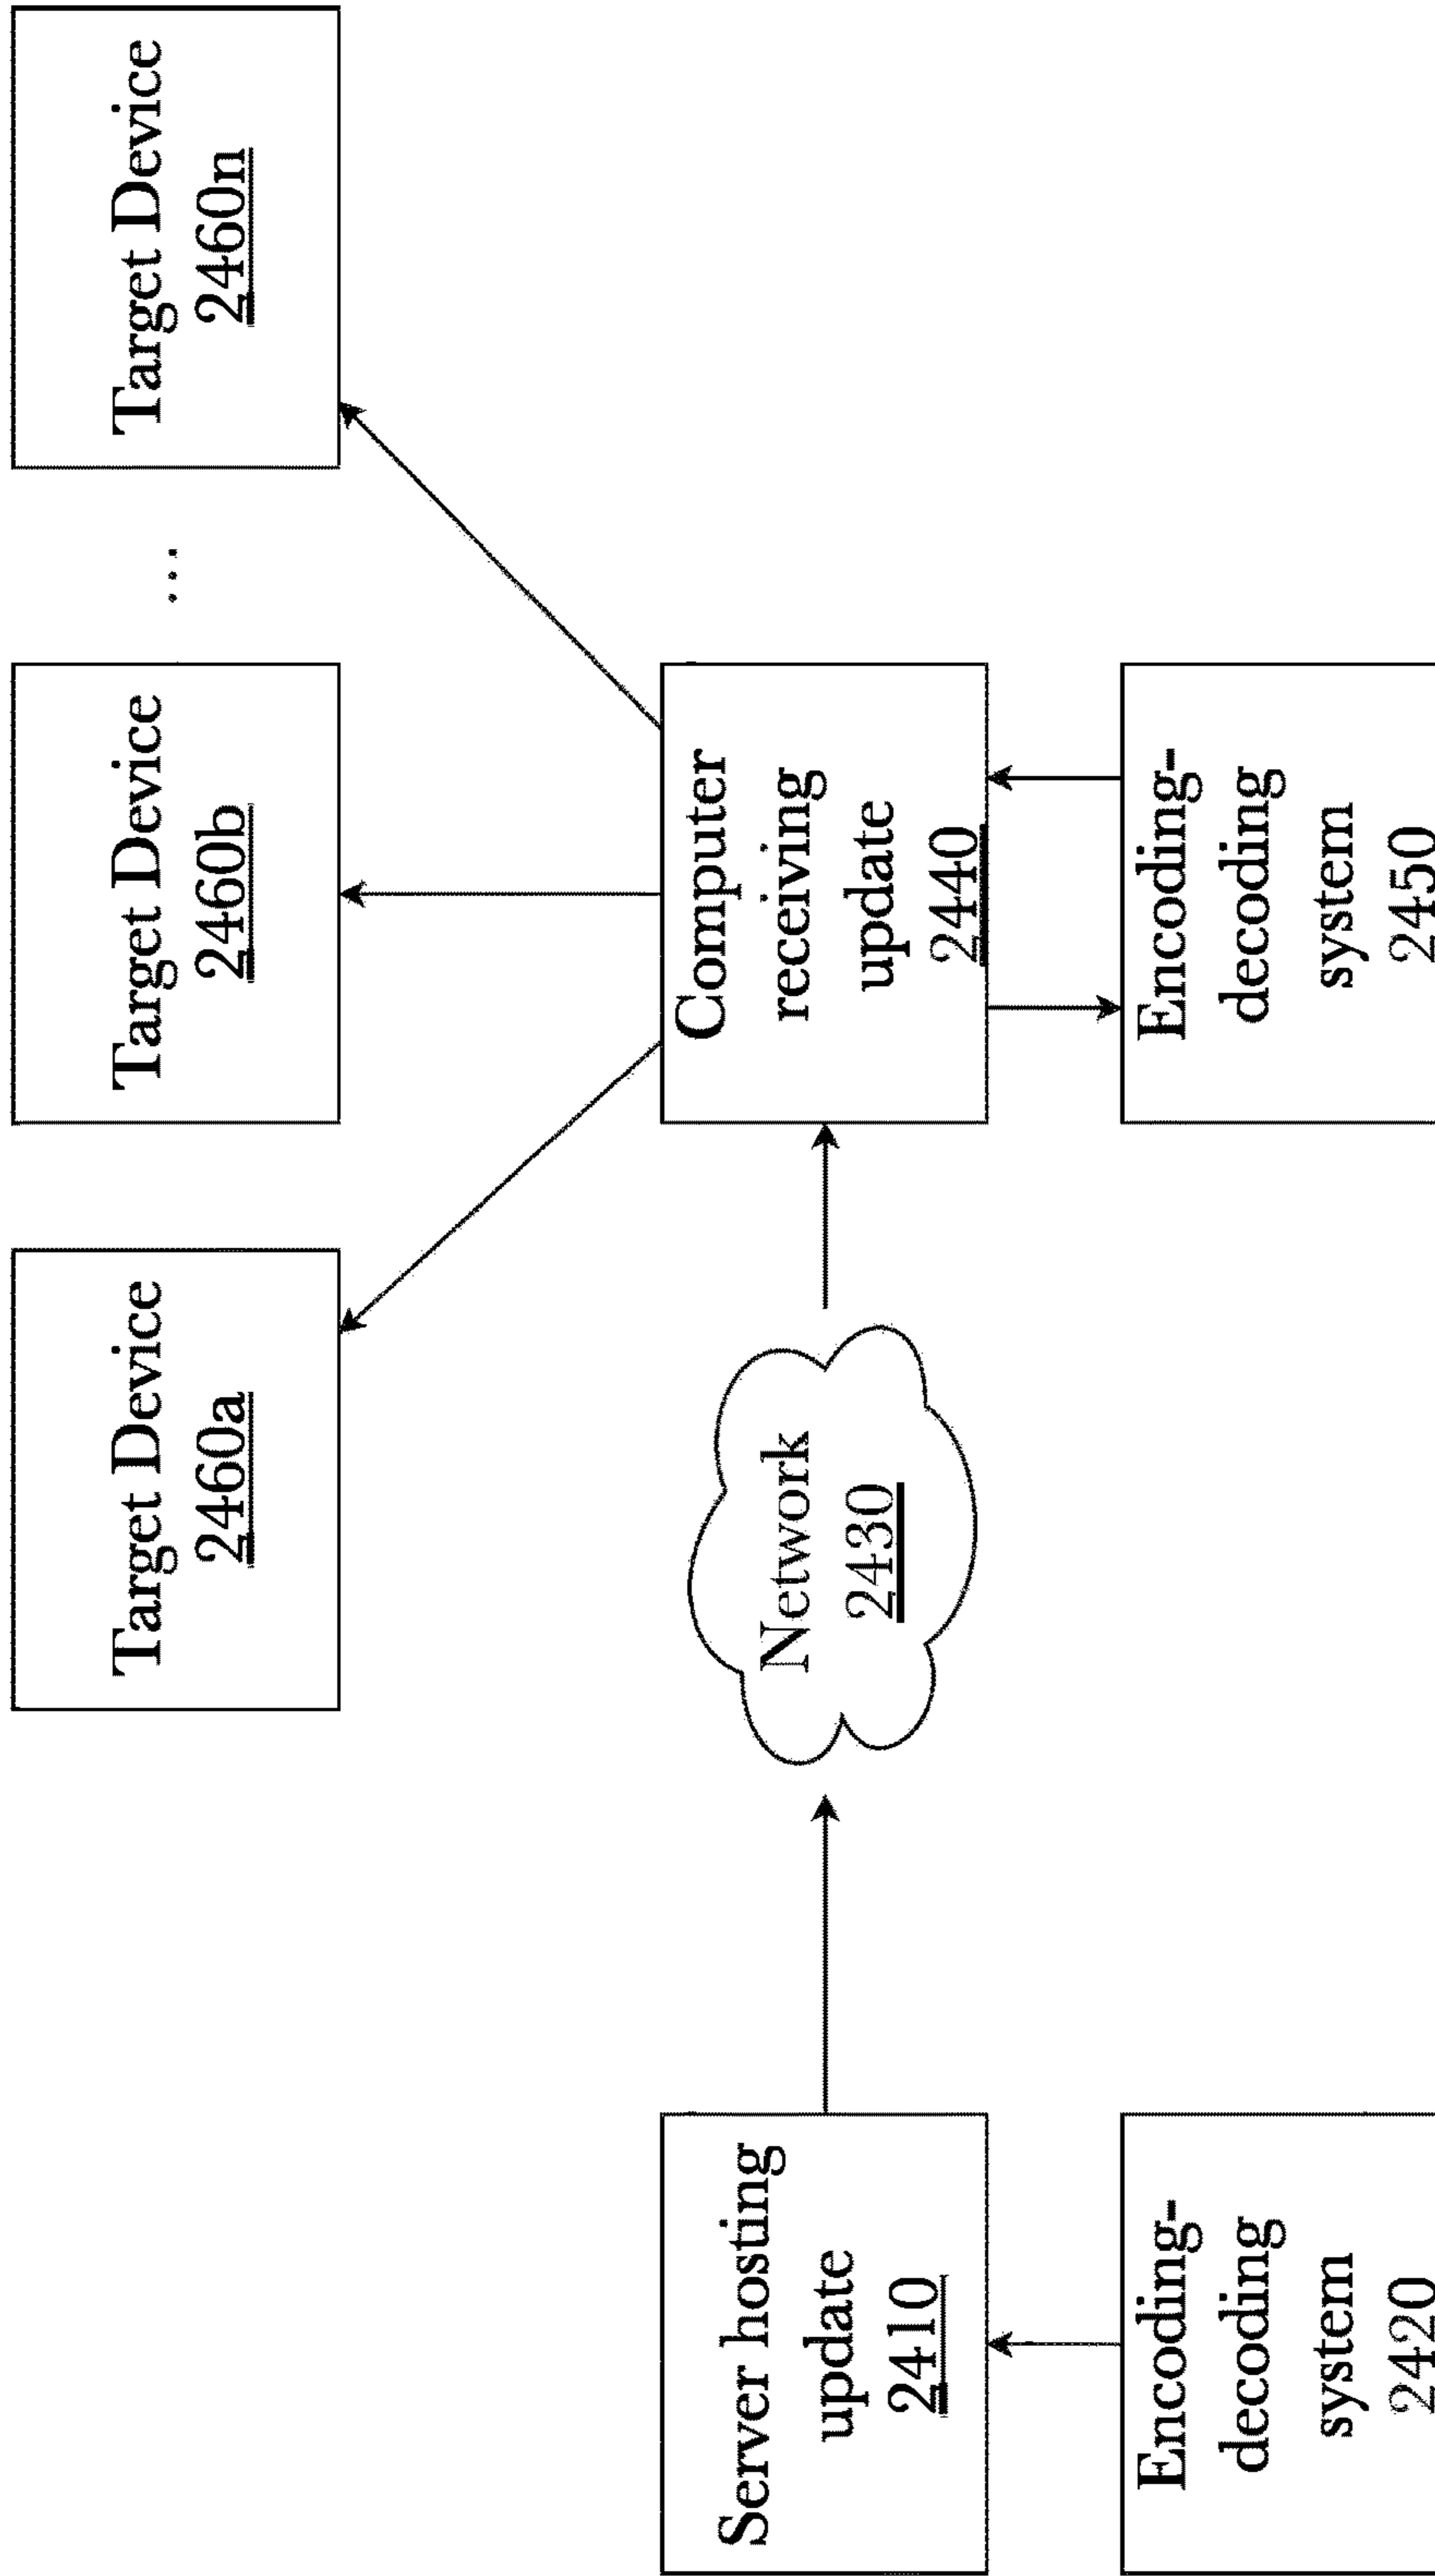 Target Device
2460a
Target Device
2460b
...
Target Device
2460n
Server hosting
update
2410
Network
2430
Computer
receiving
update
2440
Encoding-
decoding
system
2420
Encoding-
decoding
system
2450